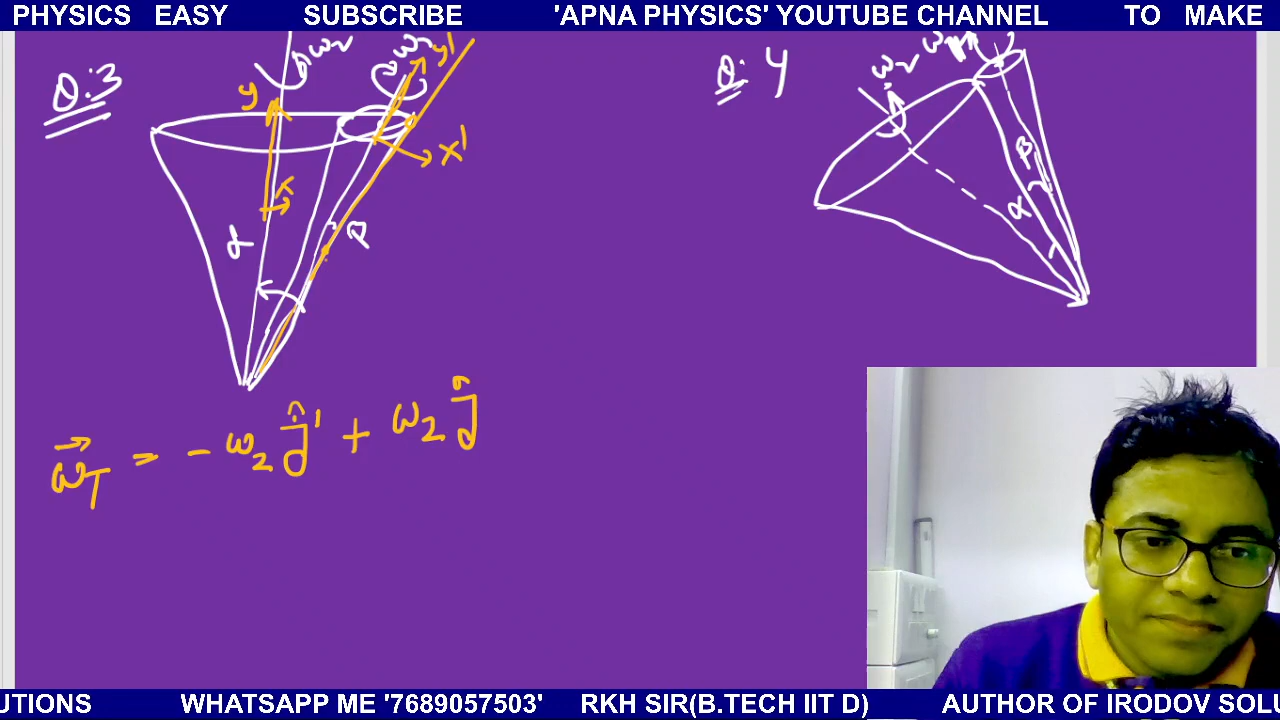 PHYSICS EASY SUBSCRIBE 'APNA PHYSICS' YOUTUBE CHANNEL TO MAKE
Q:3
ω2
y
y'
x
x'
α
β
Q: 4
ω2
β
α
ω⃗T = - ω2 ĵ' + ω2 ĵ
UTIONS WHATSAPP ME '7689057503' RKH SIR(B.TECH IIT D) AUTHOR OF IRODOV SOLU